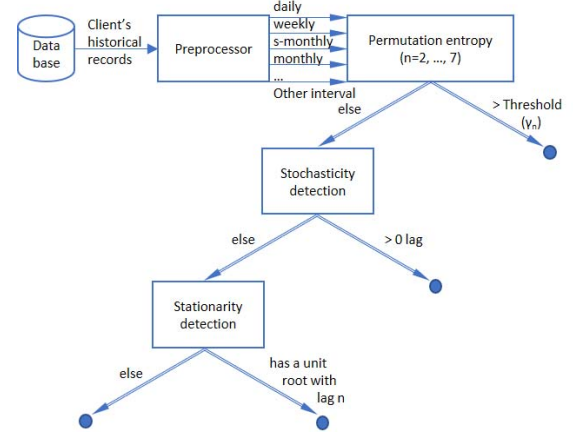 Data
base
Client's
historical
records
Preprocessor
daily
weekly
s-monthly
monthly
...
Other interval
Permutation entropy
(n=2, ..., 7)
else
> Threshold
(γn)
Stochasticity
detection
else
> 0 lag
Stationarity
detection
else
has a unit
root with
lag n